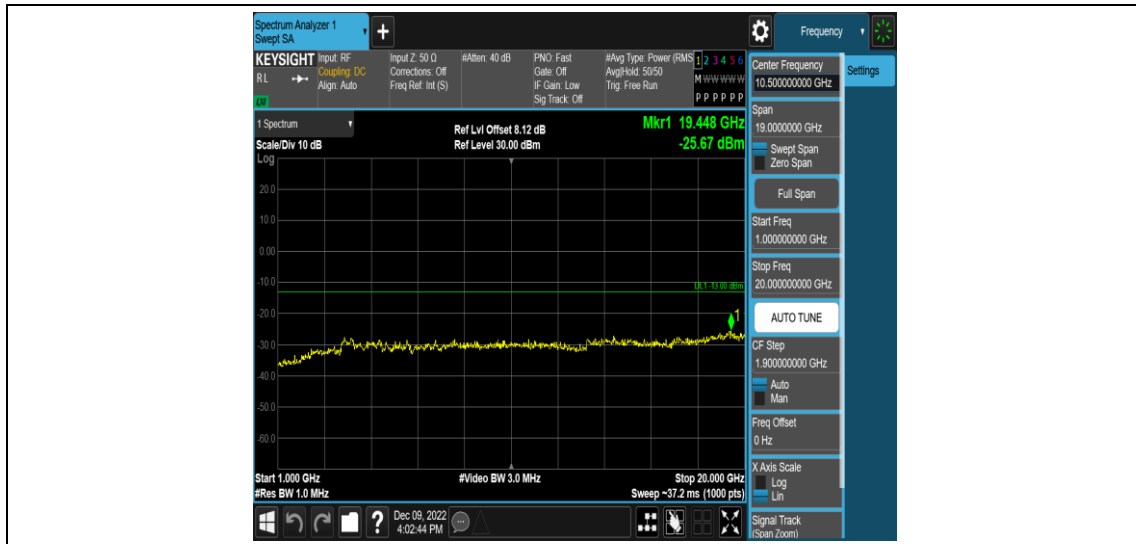 Spectrum Analyzer 1
Swept SA
Frequency
KEYSIGHT
RL
LXI
Input: RF
Coupling: DC
Align: Auto
Input Z: 50 Ω
Corrections: Off
Freq Ref: Int (S)
#Atten: 40 dB
PNO: Fast
Gate: Off
IF Gain: Low
Sig Track: Off
#Avg Type: Power (RMS
Avg|Hold: 50/50
Trig: Free Run
1 2 3 4 5 6
M W W W W W
P P P P P P
1 Spectrum
Scale/Div 10 dB
Ref Lvl Offset 8.12 dB
Ref Level 30.00 dBm
Mkr1 19.448 GHz
-25.67 dBm
Log
20.0
10.0
0.00
-10.0
-20.0
-30.0
-40.0
-50.0
-60.0
DL1 -13.00 dBm
1
Start 1.000 GHz
#Res BW 1.0 MHz
#Video BW 3.0 MHz
Stop 20.000 GHz
Sweep ~37.2 ms (1000 pts)
?
Dec 09, 2022
4:02:44 PM
Center Frequency
10.500000000 GHz
Settings
Span
19.0000000 GHz
Swept Span
Zero Span
Full Span
Start Freq
1.000000000 GHz
Stop Freq
20.000000000 GHz
AUTO TUNE
CF Step
1.900000000 GHz
Auto
Man
Freq Offset
0 Hz
X Axis Scale
Log
Lin
Signal Track
(Span Zoom)